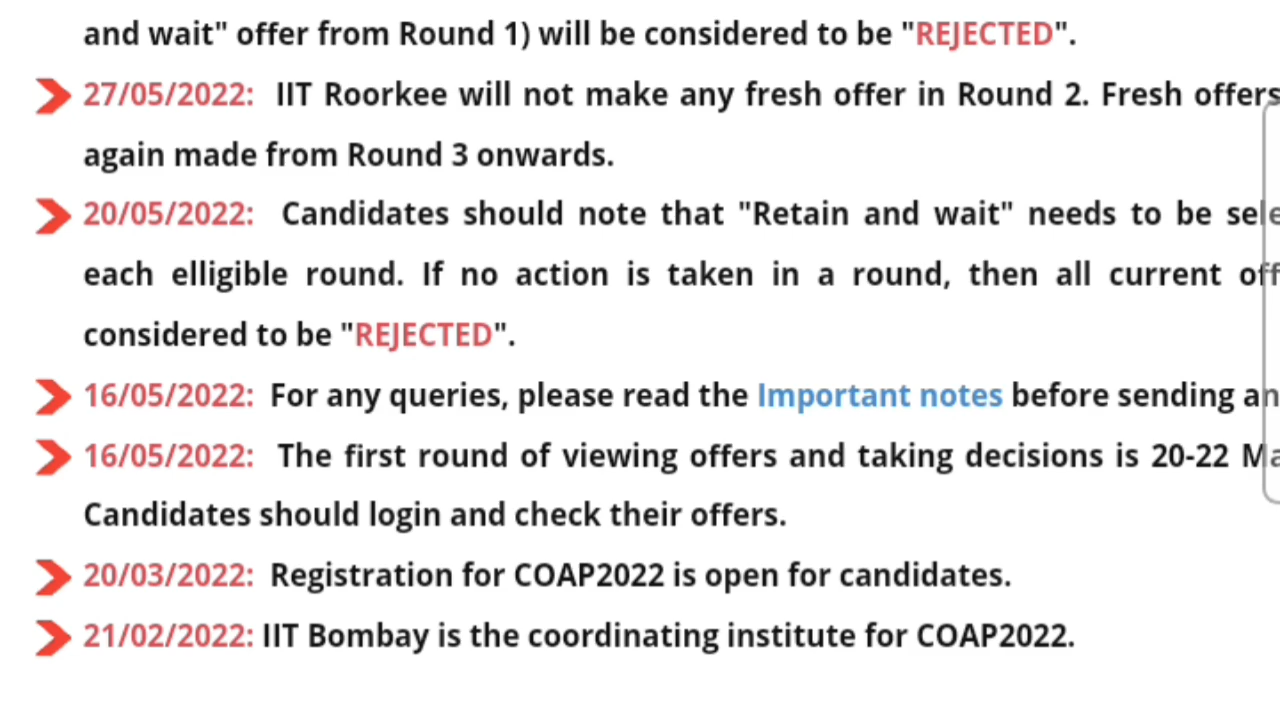 and wait" offer from Round 1) will be considered to be "REJECTED".
27/05/2022: IIT Roorkee will not make any fresh offer in Round 2. Fresh offers
again made from Round 3 onwards.
20/05/2022: Candidates should note that "Retain and wait" needs to be
each elligible round. If no action is taken in a round, then all current
considered to be "REJECTED".
16/05/2022: For any queries, please read the Important notes before sending
16/05/2022: The first round of viewing offers and taking decisions is 20-22
Candidates should login and check their offers.
20/03/2022: Registration for COAP2022 is open for candidates.
21/02/2022: IIT Bombay is the coordinating institute for COAP2022.